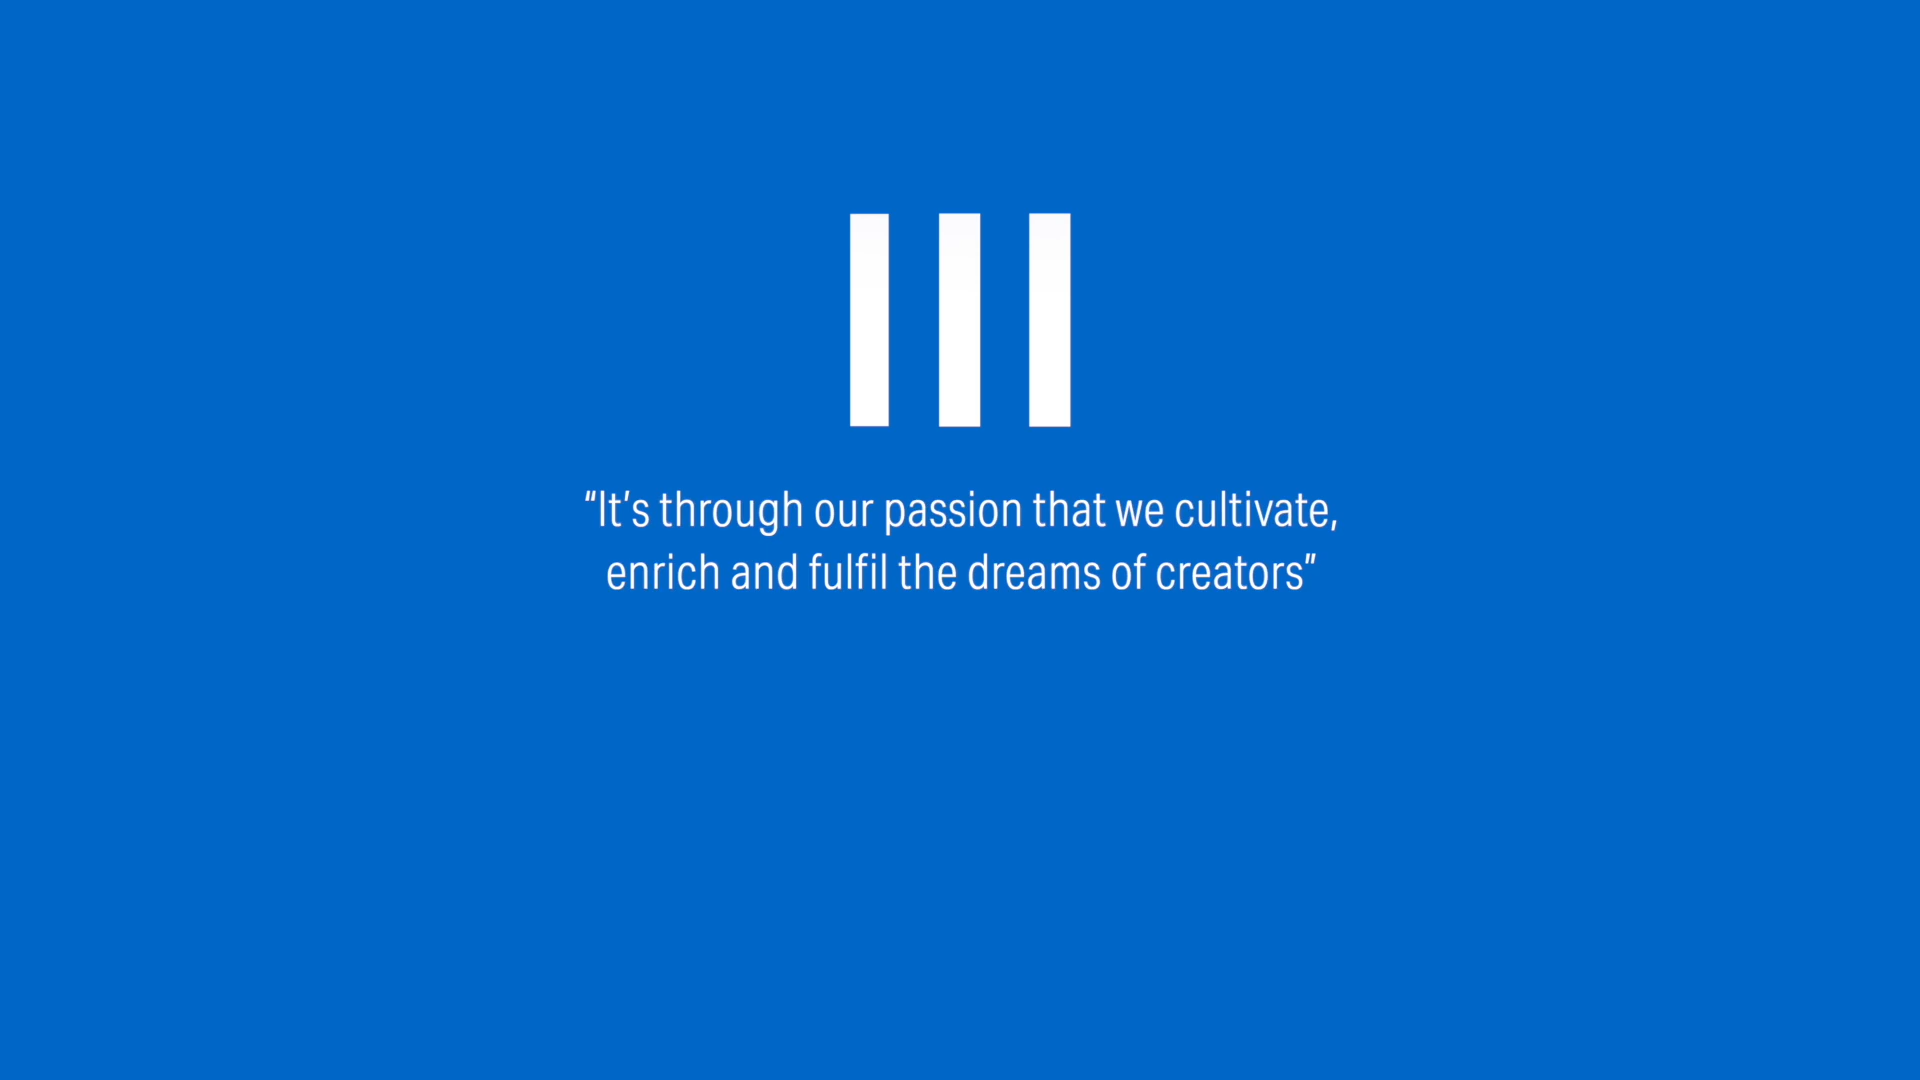 “It’s through our passion that we cultivate,
enrich and fulfil the dreams of creators”